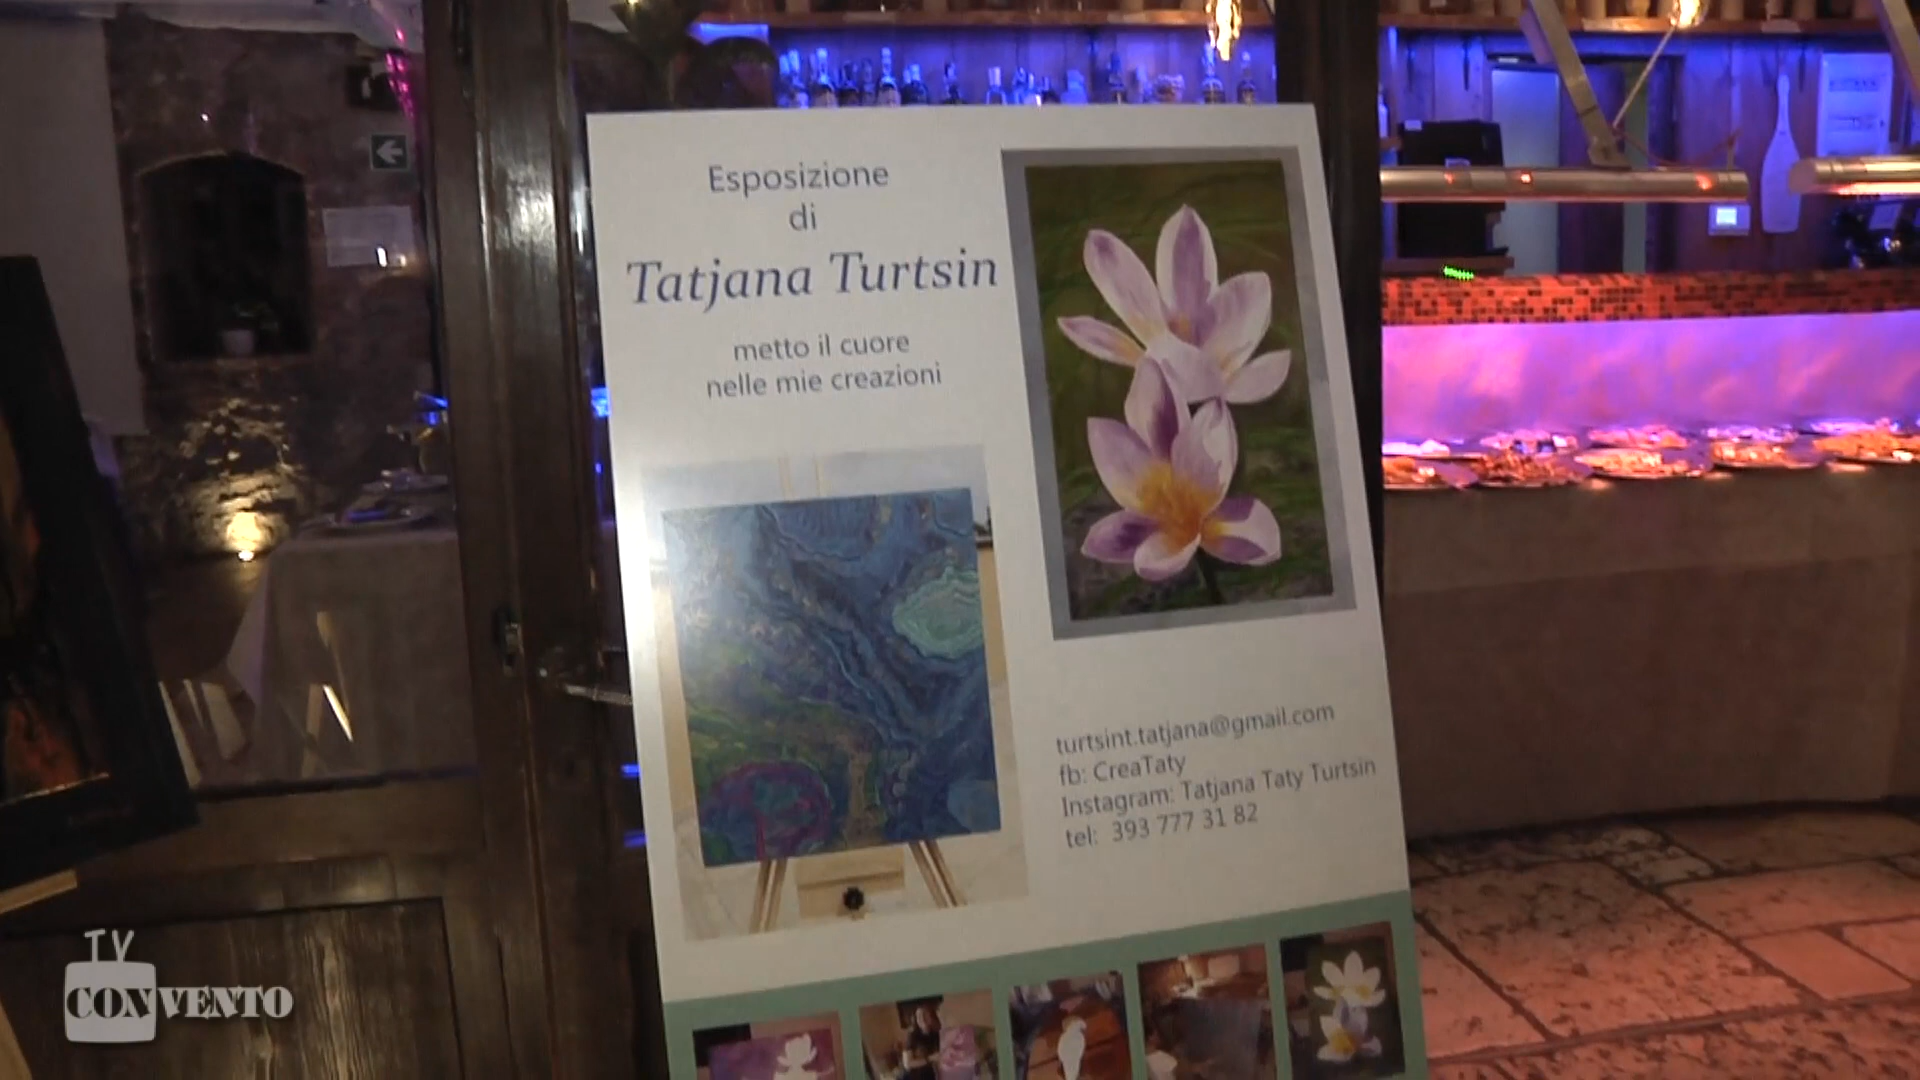 Esposizione
di
Tatjana Turtsin
metto il cuore
nelle mie creazioni
turtsint.tatjana@gmail.com
fb: CreaTaty
Instagram: Tatjana Taty Turtsin
tel: 393 777 31 82
TV
CONVENTO